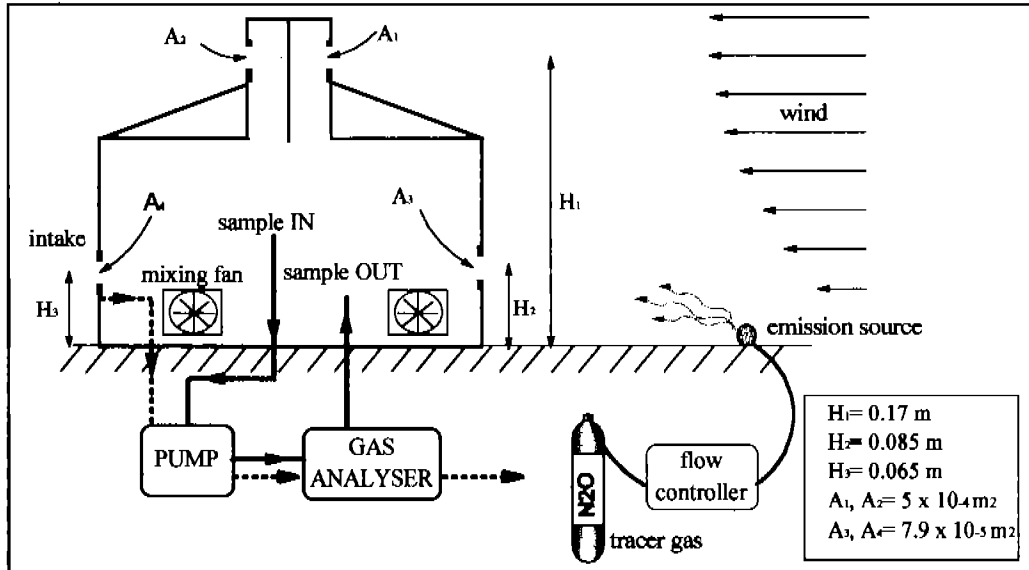 A₂
A₁
wind
H₁
A₄
A₃
sample IN
intake
sample OUT
mixing fan
H₃
H₂
emission source
PUMP
GAS
ANALYSER
flow
controller
N2O
tracer gas
H₁= 0.17 m
H₂= 0.085 m
H₃= 0.065 m
A₁, A₂= 5 x 10₋₄ m₂
A₃, A₄= 7.9 x 10₋₅ m₂